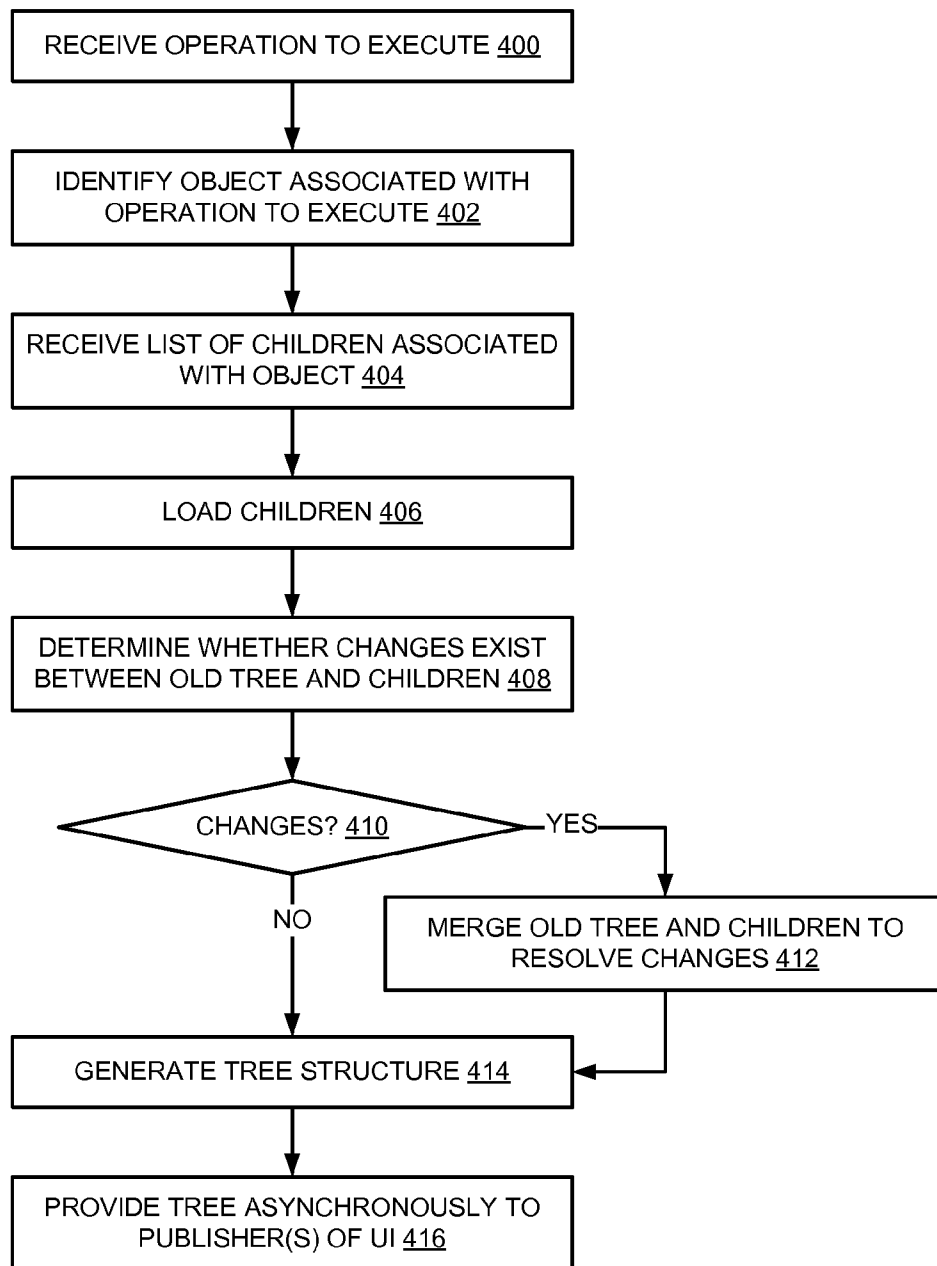 RECEIVE OPERATION TO EXECUTE 400
IDENTIFY OBJECT ASSOCIATED WITH
OPERATION TO EXECUTE 402
RECEIVE LIST OF CHILDREN ASSOCIATED
WITH OBJECT 404
LOAD CHILDREN 406
DETERMINE WHETHER CHANGES EXIST
BETWEEN OLD TREE AND CHILDREN 408
CHANGES? 410
YES
NO
MERGE OLD TREE AND CHILDREN TO
RESOLVE CHANGES 412
GENERATE TREE STRUCTURE 414
PROVIDE TREE ASYNCHRONOUSLY TO
PUBLISHER(S) OF UI 416